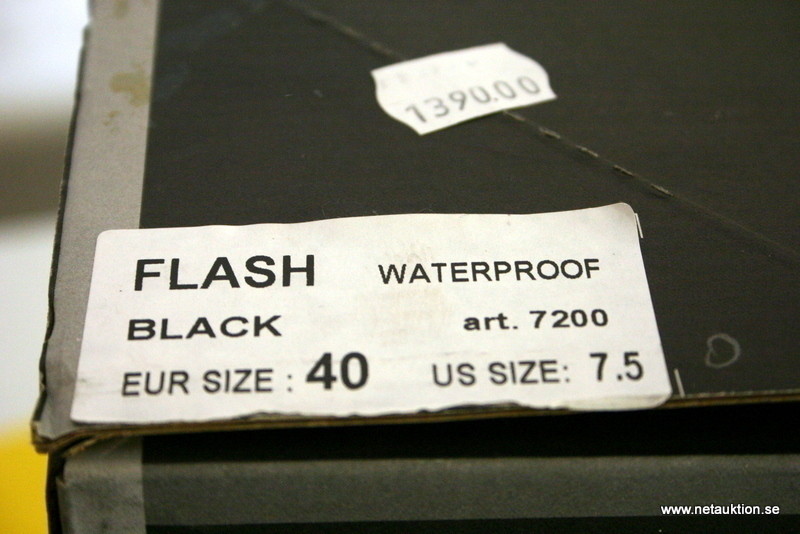 1390.00
FLASH WATERPROOF
BLACK art. 7200
EUR SIZE : 40 US SIZE: 7.5
www.netauktion.se